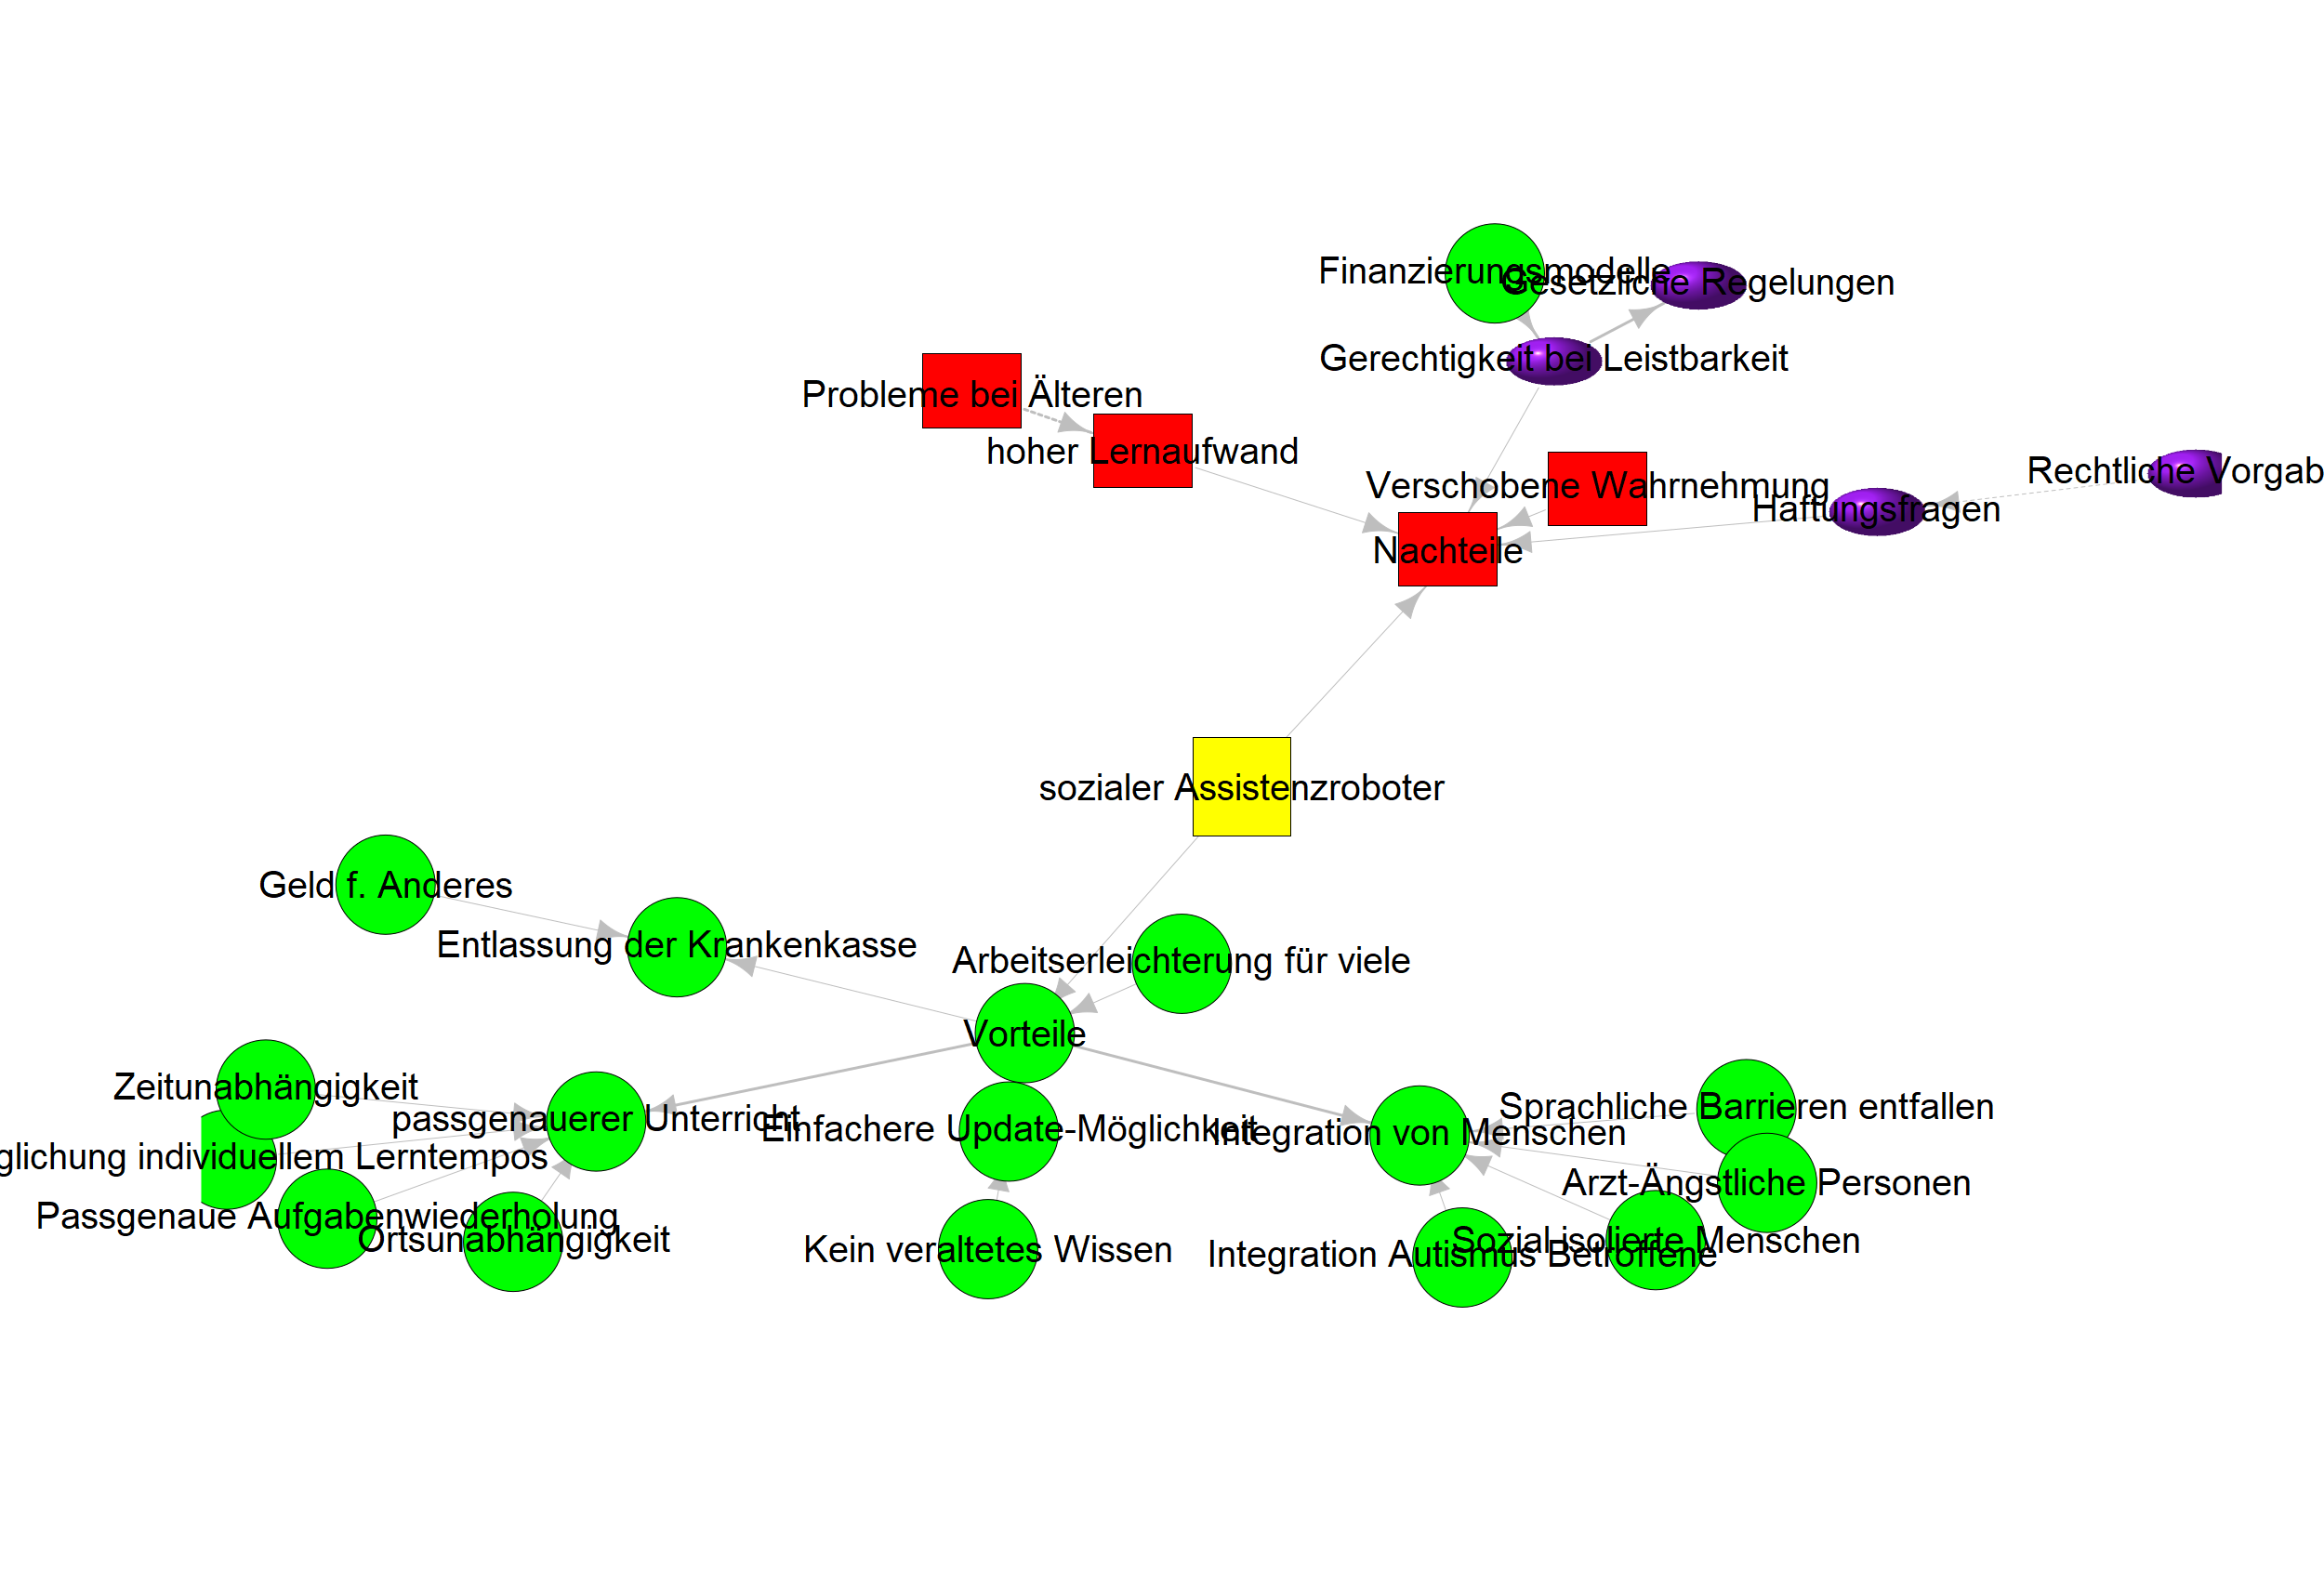 Finanzierungsmodelle
Gesetzliche Regelungen
Gerechtigkeit bei Leistbarkeit
Probleme bei Älteren
hoher Lernaufwand
Rechtliche Vorgab
Verschobene Wahrnehmung
Haftungsfragen
Nachteile
sozialer Assistenzroboter
Geld f. Anderes
Entlassung der Krankenkasse
Arbeitserleichterung für viele
Vorteile
Zeitunabhängigkeit
passgenauerer Unterricht
Einfachere Update-Möglichkeit
Integration von Menschen
Sprachliche Barrieren entfallen
glichung individuellem Lerntempos
Arzt-Ängstliche Personen
Passgenaue Aufgabenwiederholung
Ortsunabhängigkeit
Kein veraltetes Wissen
Integration Autismus Betroffene
Sozial isolierte Menschen